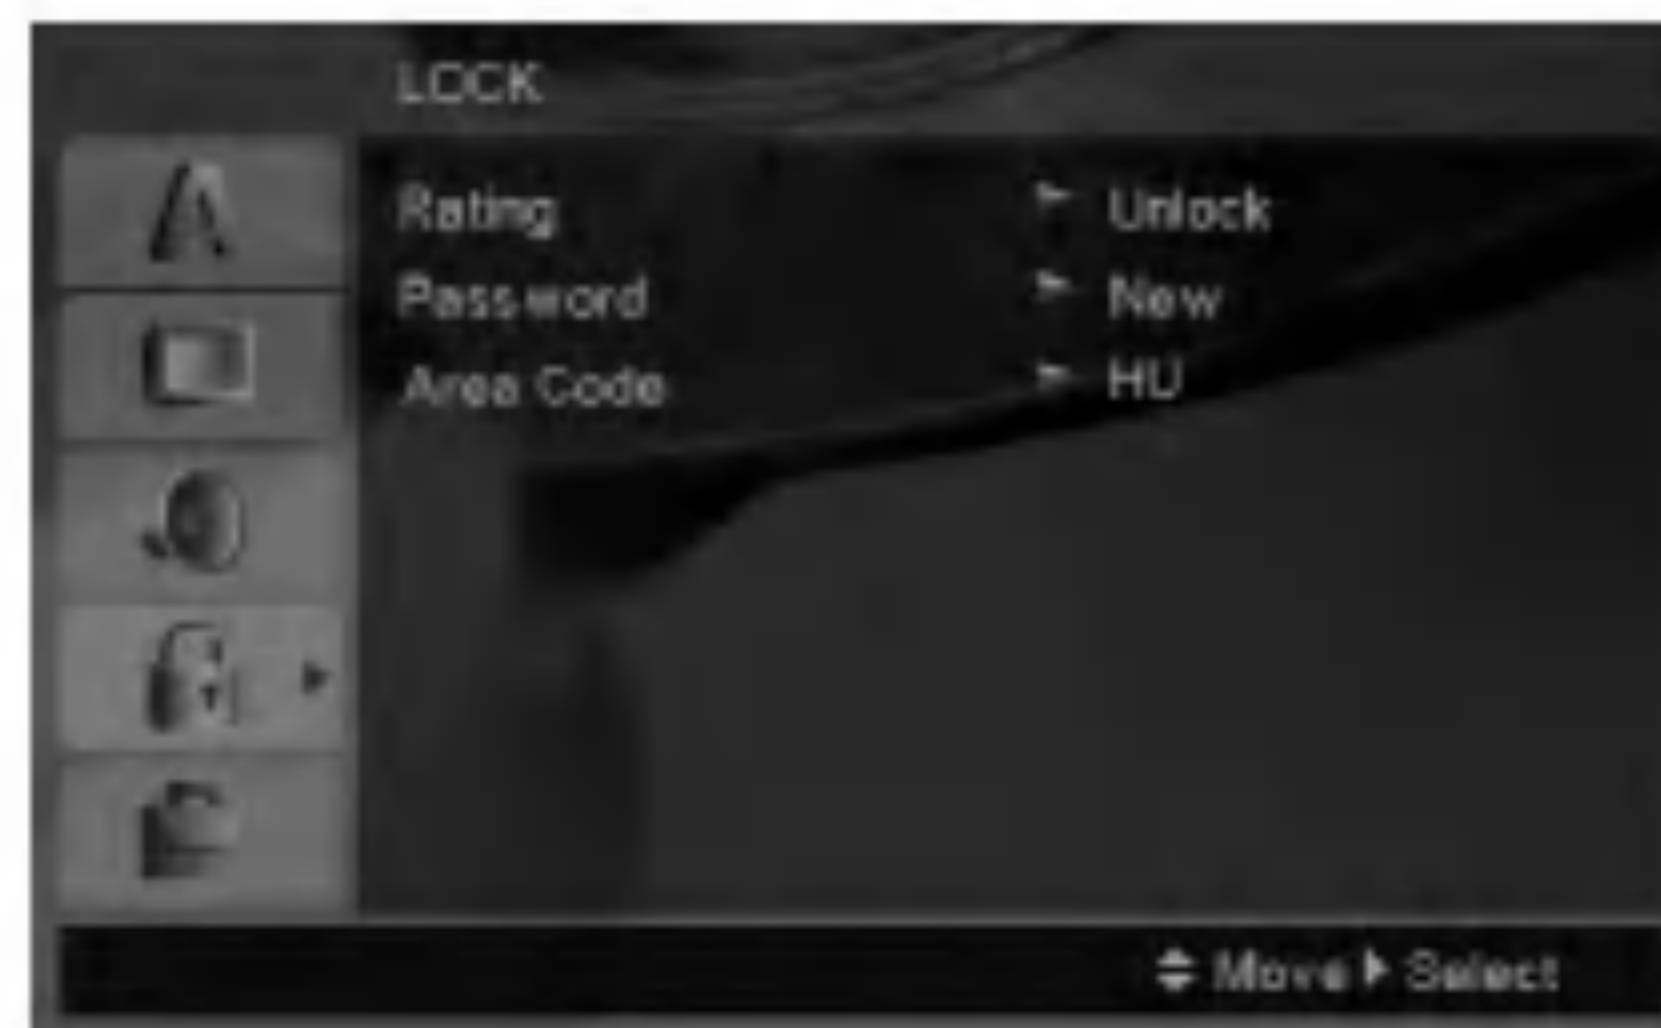 LOCK
Rating ► Unlock
Password ► New
Area Code ► HU
Move ► Select